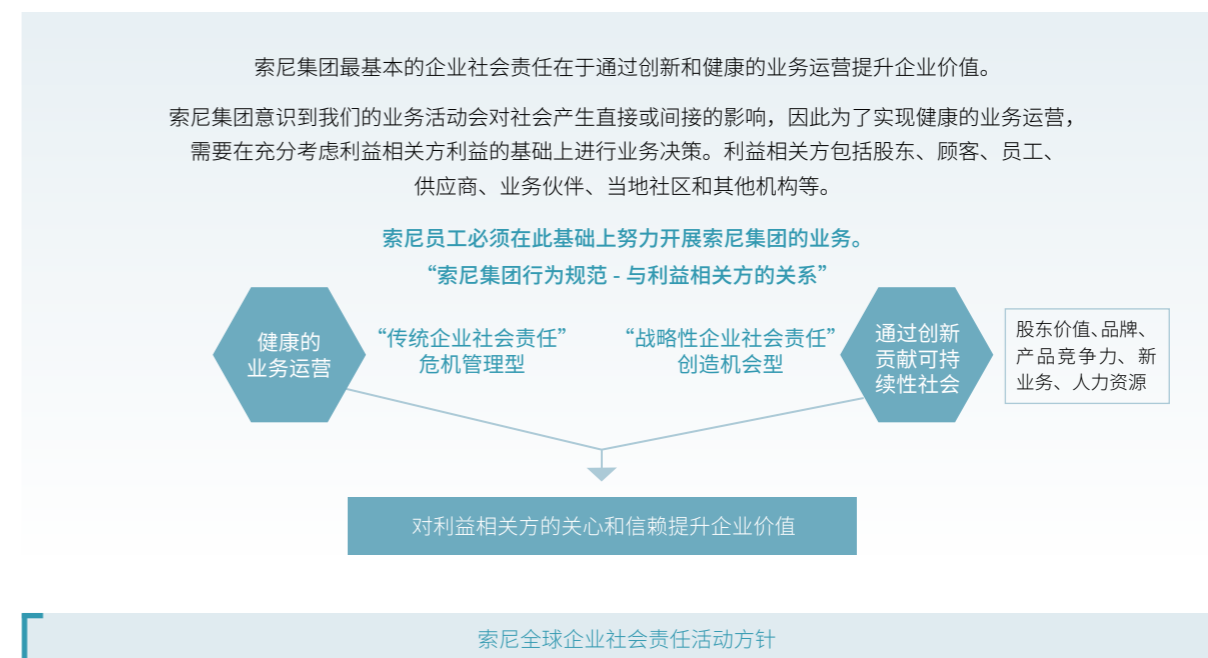 索尼集团最基本的企业社会责任在于通过创新和健康的业务运营提升企业价值。
索尼集团意识到我们的业务活动会对社会产生直接或间接的影响，因此为了实现健康的业务运营，
需要在充分考虑利益相关方利益的基础上进行业务决策。利益相关方包括股东、顾客、员工、
供应商、业务伙伴、当地社区和其他机构等。
索尼员工必须在此基础上努力开展索尼集团的业务。
“索尼集团行为规范 - 与利益相关方的关系”
健康的
业务运营
“传统企业社会责任”
危机管理型
“战略性企业社会责任”
创造机会型
通过创新
贡献可持
续性社会
股东价值、品牌、
产品竞争力、新
业务、人力资源
对利益相关方的关心和信赖提升企业价值
索尼全球企业社会责任活动方针